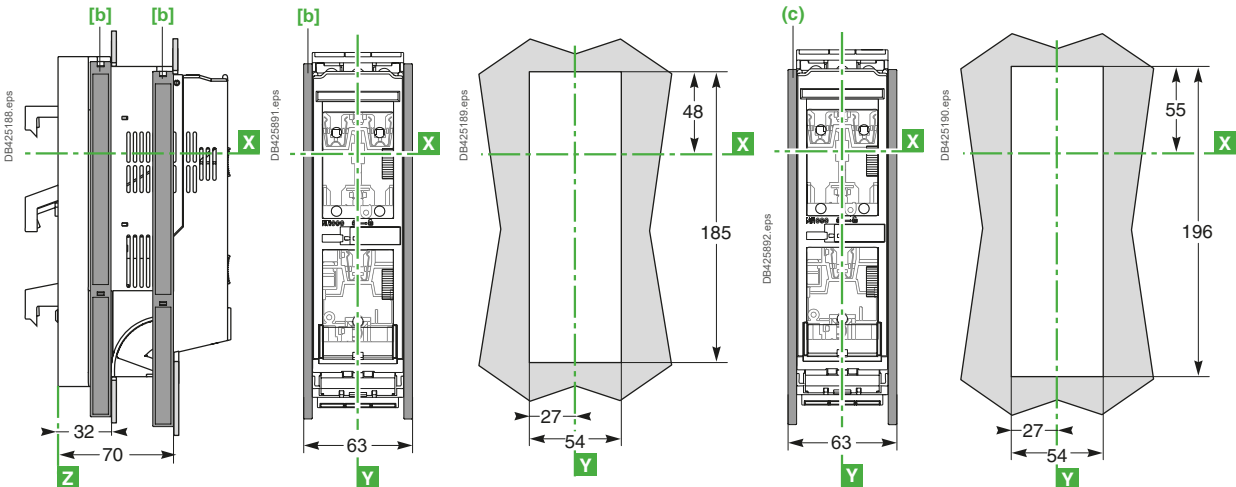 [b]
[b]
[b]
(c)
DB425188.eps
DB425891.eps
DB425189.eps
DB425892.eps
DB425190.eps
48
55
X
X
X
X
X
185
196
27
27
32
63
54
63
54
70
Z
Y
Y
Y
Y